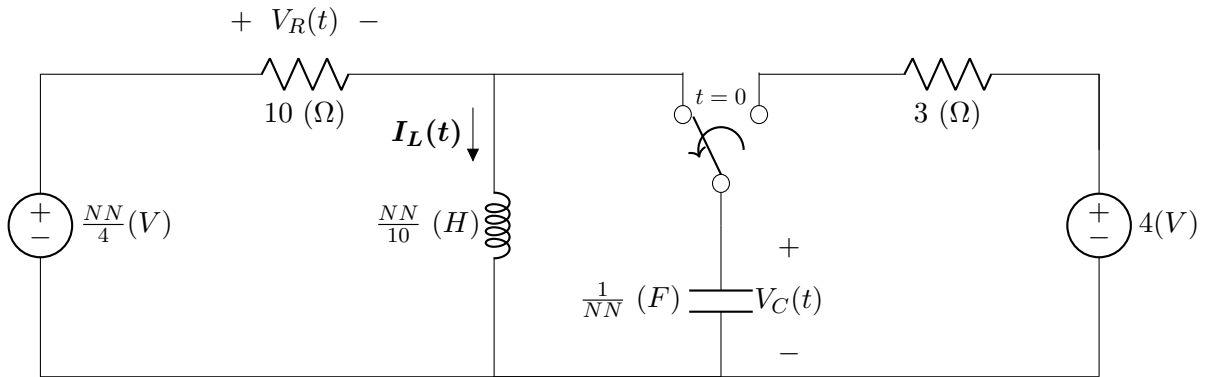 + V_R(t) −
10 (Ω)
t = 0
3 (Ω)
I_L(t)
+
−
NN/4 (V)
NN/10 (H)
+
−
4(V)
+
1/NN (F)
V_C(t)
−